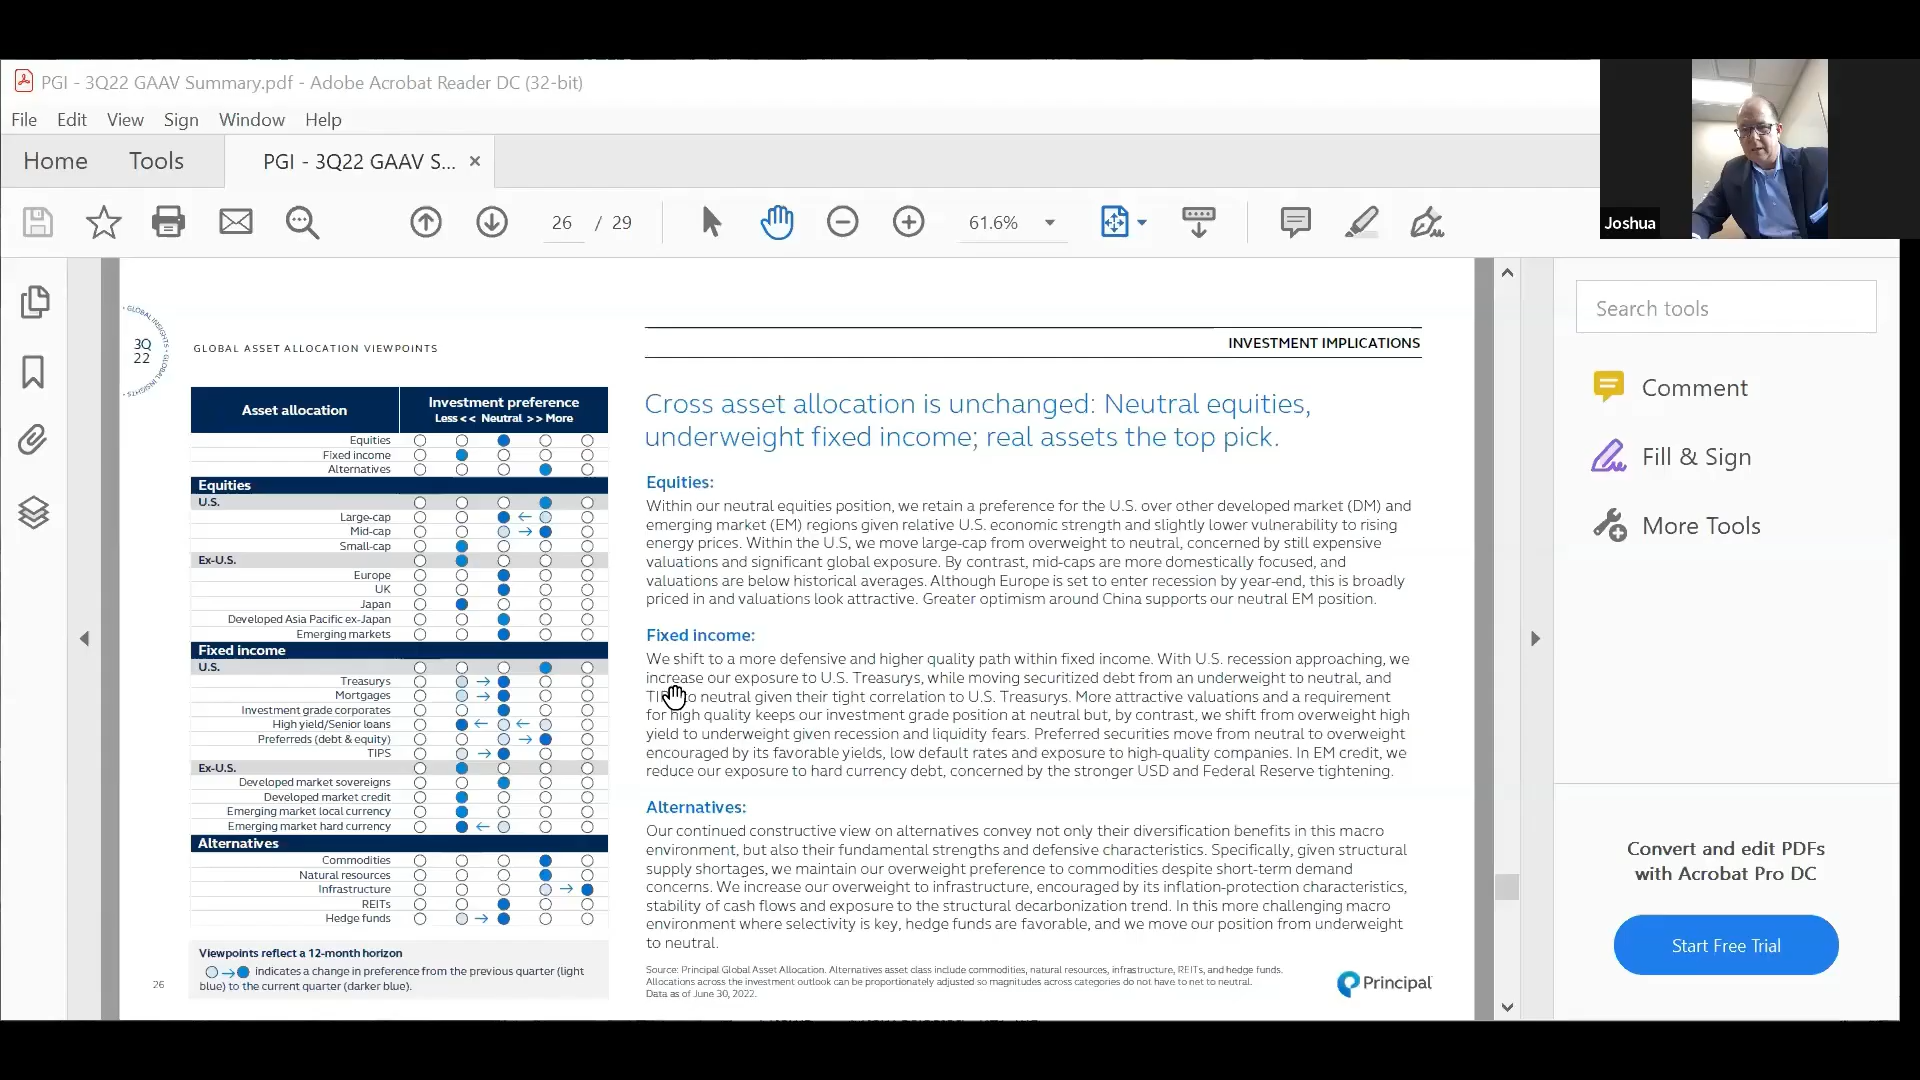 PGI - 3Q22 GAAV Summary.pdf - Adobe Acrobat Reader DC (32-bit)
File Edit View Sign Window Help
Home Tools PGI - 3Q22 GAAV S... ×
26 / 29 61.6%
Joshua
• GLOBAL INSIGHTS • GLOBAL INSIGHTS •
3Q
22
GLOBAL ASSET ALLOCATION VIEWPOINTS
INVESTMENT IMPLICATIONS
Asset allocation
Investment preference
Less << Neutral >> More
Equities
Fixed income
Alternatives
Equities
U.S.
Large-cap
Mid-cap
Small-cap
Ex-U.S.
Europe
UK
Japan
Developed Asia Pacific ex-Japan
Emerging markets
Fixed income
U.S.
Treasurys
Mortgages
Investment grade corporates
High yield/Senior loans
Preferreds (debt & equity)
TIPS
Ex-U.S.
Developed market sovereigns
Developed market credit
Emerging market local currency
Emerging market hard currency
Alternatives
Commodities
Natural resources
Infrastructure
REITs
Hedge funds
Viewpoints reflect a 12-month horizon
indicates a change in preference from the previous quarter (light
blue) to the current quarter (darker blue).
26
Cross asset allocation is unchanged: Neutral equities,
underweight fixed income; real assets the top pick.
Equities:
Within our neutral equities position, we retain a preference for the U.S. over other developed market (DM) and
emerging market (EM) regions given relative U.S. economic strength and slightly lower vulnerability to rising
energy prices. Within the U.S, we move large-cap from overweight to neutral, concerned by still expensive
valuations and significant global exposure. By contrast, mid-caps are more domestically focused, and
valuations are below historical averages. Although Europe is set to enter recession by year-end, this is broadly
priced in and valuations look attractive. Greater optimism around China supports our neutral EM position.
Fixed income:
We shift to a more defensive and higher quality path within fixed income. With U.S. recession approaching, we
increase our exposure to U.S. Treasurys, while moving securitized debt from an underweight to neutral, and
to neutral given their tight correlation to U.S. Treasurys. More attractive valuations and a requirement
for high quality keeps our investment grade position at neutral but, by contrast, we shift from overweight high
yield to underweight given recession and liquidity fears. Preferred securities move from neutral to overweight
encouraged by its favorable yields, low default rates and exposure to high-quality companies. In EM credit, we
reduce our exposure to hard currency debt, concerned by the stronger USD and Federal Reserve tightening.
Alternatives:
Our continued constructive view on alternatives convey not only their diversification benefits in this macro
environment, but also their fundamental strengths and defensive characteristics. Specifically, given structural
supply shortages, we maintain our overweight preference to commodities despite short-term demand
concerns. We increase our overweight to infrastructure, encouraged by its inflation-protection characteristics,
stability of cash flows and exposure to the structural decarbonization trend. In this more challenging macro
environment where selectivity is key, hedge funds are favorable, and we move our position from underweight
to neutral.
Source: Principal Global Asset Allocation. Alternatives asset class include commodities, natural resources, infrastructure, REITs, and hedge funds.
Allocations across the investment outlook can be proportionately adjusted so magnitudes across categories do not have to net to neutral.
Data as of June 30, 2022.
Principal
Search tools
Comment
Fill & Sign
More Tools
Convert and edit PDFs
with Acrobat Pro DC
Start Free Trial